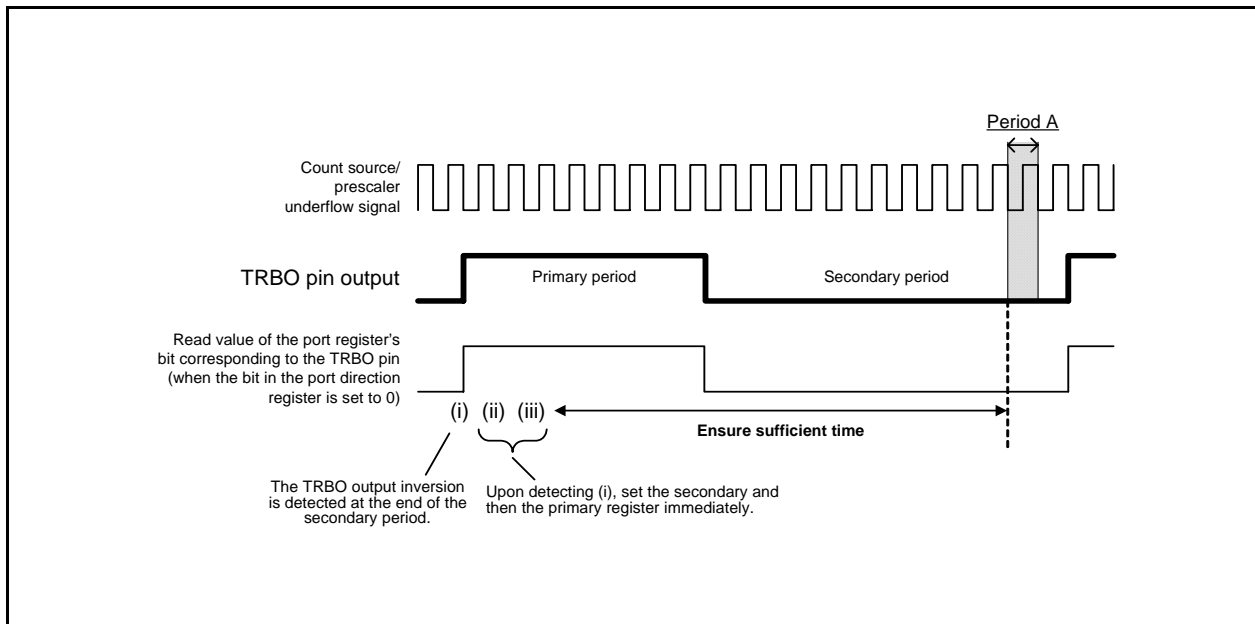 Period A
Count source/
prescaler
underflow signal
TRBO pin output
Primary period
Secondary period
Read value of the port register's
bit corresponding to the TRBO pin
(when the bit in the port direction
register is set to 0)
(i) (ii) (iii)
Ensure sufficient time
The TRBO output inversion
is detected at the end of the
secondary period.
Upon detecting (i), set the secondary and
then the primary register immediately.